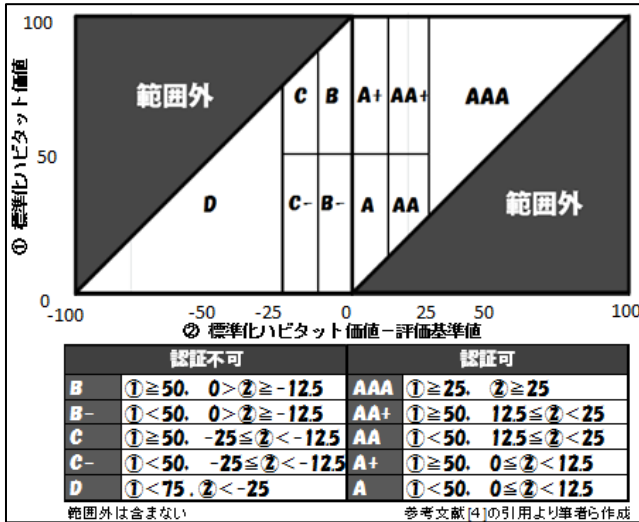 ① 標準化ハビタット価値
100
50
0
範囲外
C
B
A+
AA+
AAA
D
C-
B-
A
AA
範囲外
-100
-50
-25
0
25
50
100
② 標準化ハビタット価値-評価基準値
認証不可 認証可
B ①≧50. 0>②≧-12.5 AAA ①≧25. ②≧25
B- ①<50. 0>②≧-12.5 AA+ ①≧50. 12.5≦②<25
C ①≧50. -25≦②<-12.5 AA ①<50. 12.5≦②<25
C- ①<50. -25≦②<-12.5 A+ ①≧50. 0≦②<12.5
D ①<75.②<-25 A ①<50. 0≦②<12.5
範囲外は含まない 参考文献[4]の引用より筆者ら作成